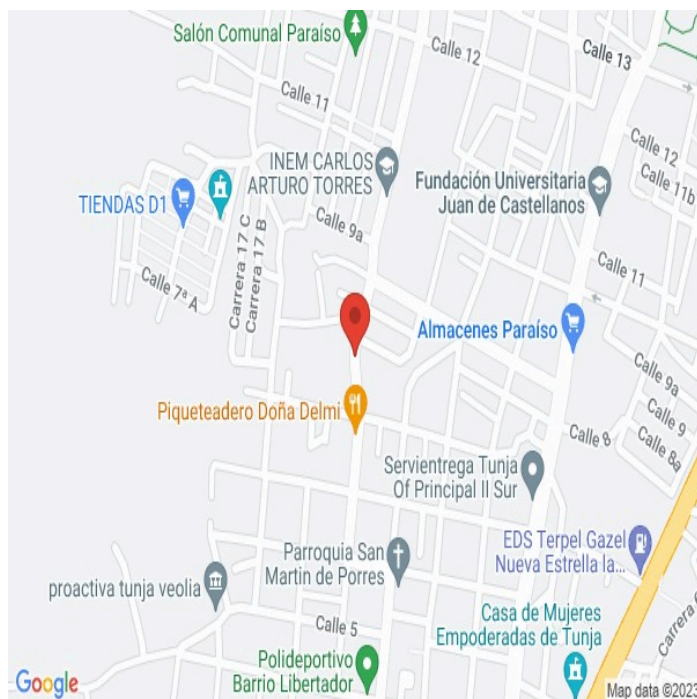 Salón Comunal Paraíso
Calle 12
Calle 13
Calle 11
Calle 12
INEM CARLOS
ARTURO TORRES
Fundación Universitaria
Juan de Castellanos
Calle 11b
TIENDAS D1
Calle 9a
Carrera 17 C
Carrera 17 B
Calle 11
Calle 7ª A
Almacenes Paraíso
Calle 9a
Piqueteadero Doña Delmi
Calle 9
Calle 8
Calle 8a
Servientrega Tunja
Of Principal II Sur
EDS Terpel Gazel
Nueva Estrella la...
Parroquia San
Martin de Porres
proactiva tunja veolia
Casa de Mujeres
Empoderadas de Tunja
Calle 5
Polideportivo
Barrio Libertador
Google
Map data ©2023